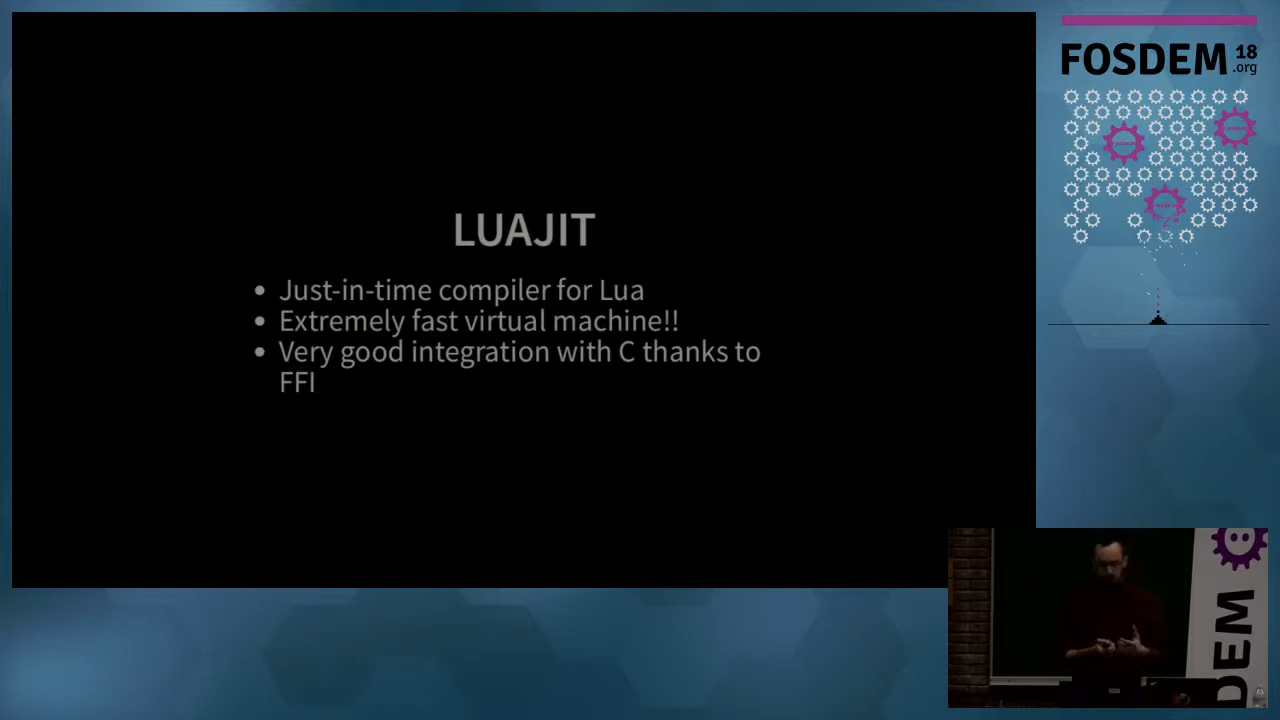 LUAJIT
• Just-in-time compiler for Lua
• Extremely fast virtual machine!!
• Very good integration with C thanks to
FFI
FOSDEM 18
.org
DEM